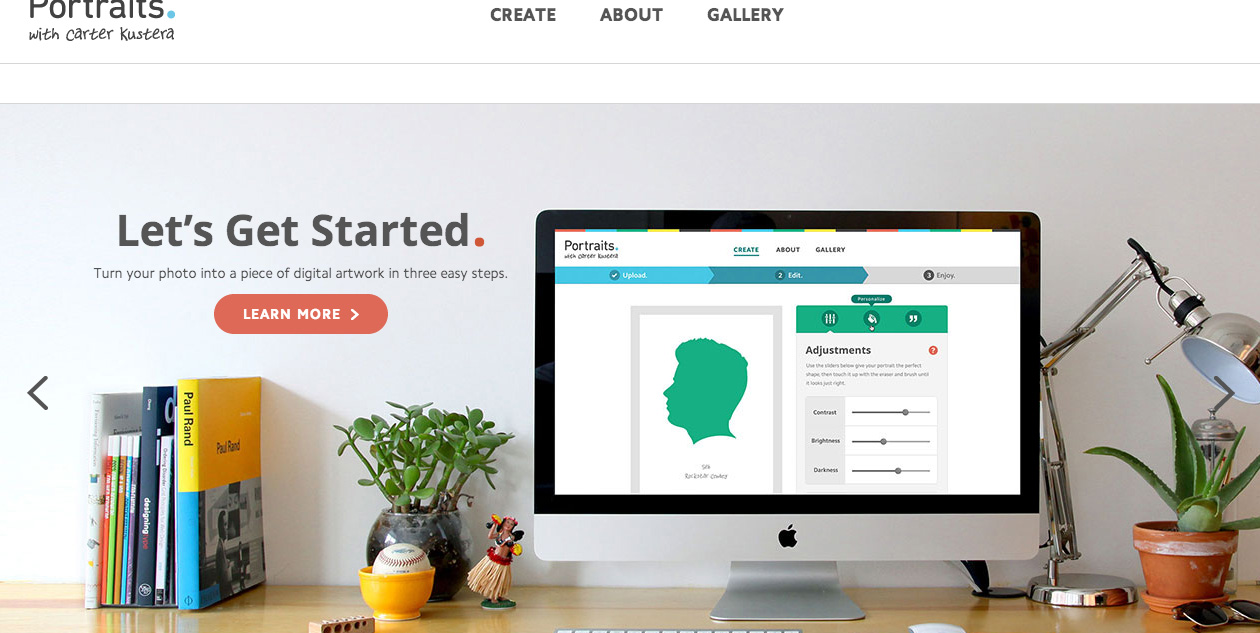 Portraits.
with carter kustera
CREATE ABOUT GALLERY
Let's Get Started.
Turn your photo into a piece of digital artwork in three easy steps.
LEARN MORE
Portraits.
with carter kustera
CREATE ABOUT GALLERY
Upload.
2 Edit.
3 Enjoy.
Personalize
Adjustments
?
Use the sliders below give your portrait the perfect
shape, then touch it up with the eraser and brush until
it looks just right.
Contrast
Brightness
Darkness
Paul Rand
Paul Rand
designing